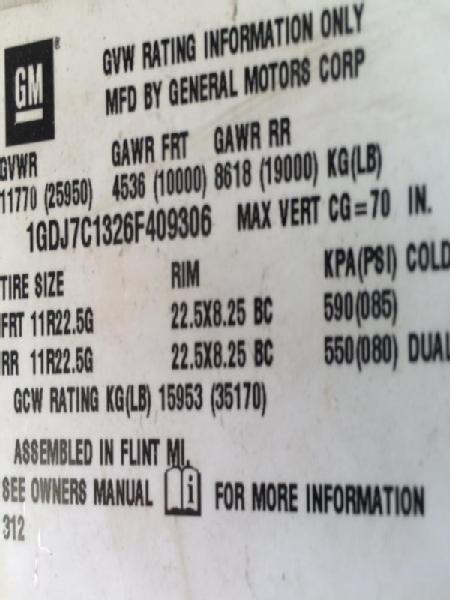 GM ®
GVW RATING INFORMATION ONLY
MFD BY GENERAL MOTORS CORP
GVWR GAWR FRT GAWR RR
11770 (25950) 4536 (10000) 8618 (19000) KG(LB)
1GDJ7C1326F409306 MAX VERT CG=70 IN.
TIRE SIZE RIM KPA(PSI) COLD
FRT 11R22.5G 22.5X8.25 BC 590(085)
RR 11R22.5G 22.5X8.25 BC 550(080) DUAL
GCW RATING KG(LB) 15953 (35170)
ASSEMBLED IN FLINT MI.
SEE OWNERS MANUAL i FOR MORE INFORMATION
312